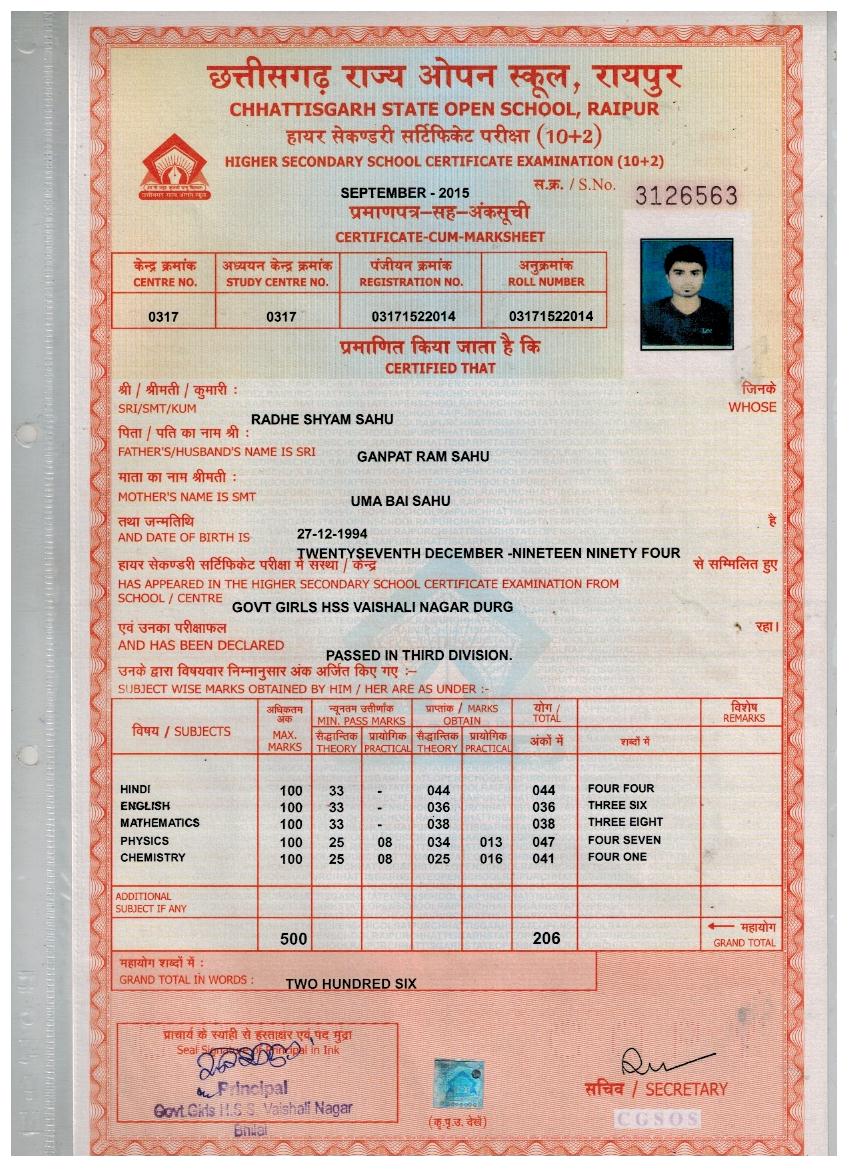 छत्तीसगढ़ राज्य ओपन स्कूल, रायपुर
CHHATTISGARH STATE OPEN SCHOOL, RAIPUR
हायर सेकण्डरी सर्टिफिकेट परीक्षा (10+2)
HIGHER SECONDARY SCHOOL CERTIFICATE EXAMINATION (10+2)
SEPTEMBER - 2015
स.क्र. / S.No. 3126563
प्रमाणपत्र-सह-अंकसूची
CERTIFICATE-CUM-MARKSHEET
केन्द्र क्रमांक अध्ययन केन्द्र क्रमांक पंजीयन क्रमांक अनुक्रमांक
CENTRE NO. STUDY CENTRE NO. REGISTRATION NO. ROLL NUMBER
0317 0317 03171522014 03171522014
प्रमाणित किया जाता है कि
CERTIFIED THAT
श्री / श्रीमती / कुमारी : जिनके
SRI/SMT/KUM WHOSE
RADHE SHYAM SAHU
पिता / पति का नाम श्री :
FATHER'S/HUSBAND'S NAME IS SRI
GANPAT RAM SAHU
माता का नाम श्रीमती :
MOTHER'S NAME IS SMT
UMA BAI SAHU
तथा जन्मतिथि है
AND DATE OF BIRTH IS 27-12-1994
TWENTYSEVENTH DECEMBER -NINETEEN NINETY FOUR
हायर सेकण्डरी सर्टिफिकेट परीक्षा में संस्था / केन्द्र से सम्मिलित हुए
HAS APPEARED IN THE HIGHER SECONDARY SCHOOL CERTIFICATE EXAMINATION FROM
SCHOOL / CENTRE
GOVT GIRLS HSS VAISHALI NAGAR DURG
एवं उनका परीक्षाफल रहा।
AND HAS BEEN DECLARED
PASSED IN THIRD DIVISION.
उनके द्वारा विषयवार निम्नानुसार अंक अर्जित किए गए :-
SUBJECT WISE MARKS OBTAINED BY HIM / HER ARE AS UNDER :-
विषय / SUBJECTS
अधिकतम अंक
MAX. MARKS
न्यूनतम उत्तीर्णांक
MIN. PASS MARKS
प्राप्तांक / MARKS OBTAIN
योग / TOTAL
विशेष
REMARKS
सैद्धान्तिक प्रायोगिक सैद्धान्तिक प्रायोगिक अंकों में शब्दों में
THEORY PRACTICAL THEORY PRACTICAL
HINDI 100 33 - 044 044 FOUR FOUR
ENGLISH 100 33 - 036 036 THREE SIX
MATHEMATICS 100 33 - 038 038 THREE EIGHT
PHYSICS 100 25 08 034 013 047 FOUR SEVEN
CHEMISTRY 100 25 08 025 016 041 FOUR ONE
ADDITIONAL
SUBJECT IF ANY
500 206 महायोग
GRAND TOTAL
महायोग शब्दों में :
GRAND TOTAL IN WORDS : TWO HUNDRED SIX
प्राचार्य के स्याही से हस्ताक्षर एवं पद मुद्रा
Seal Signature of Principal in Ink
Principal
Govt. Girls H.S.S. Vaishali Nagar
Bhilai
(कृ.पृ.उ. देखें)
सचिव / SECRETARY
CGSOS